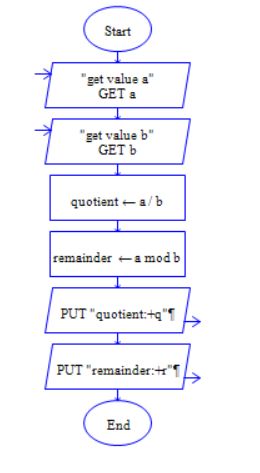 Start
"get value a"
GET a
"get value b"
GET b
quotient ← a / b
remainder ← a mod b
PUT "quotient:+q"¶
PUT "remainder:+r"¶
End